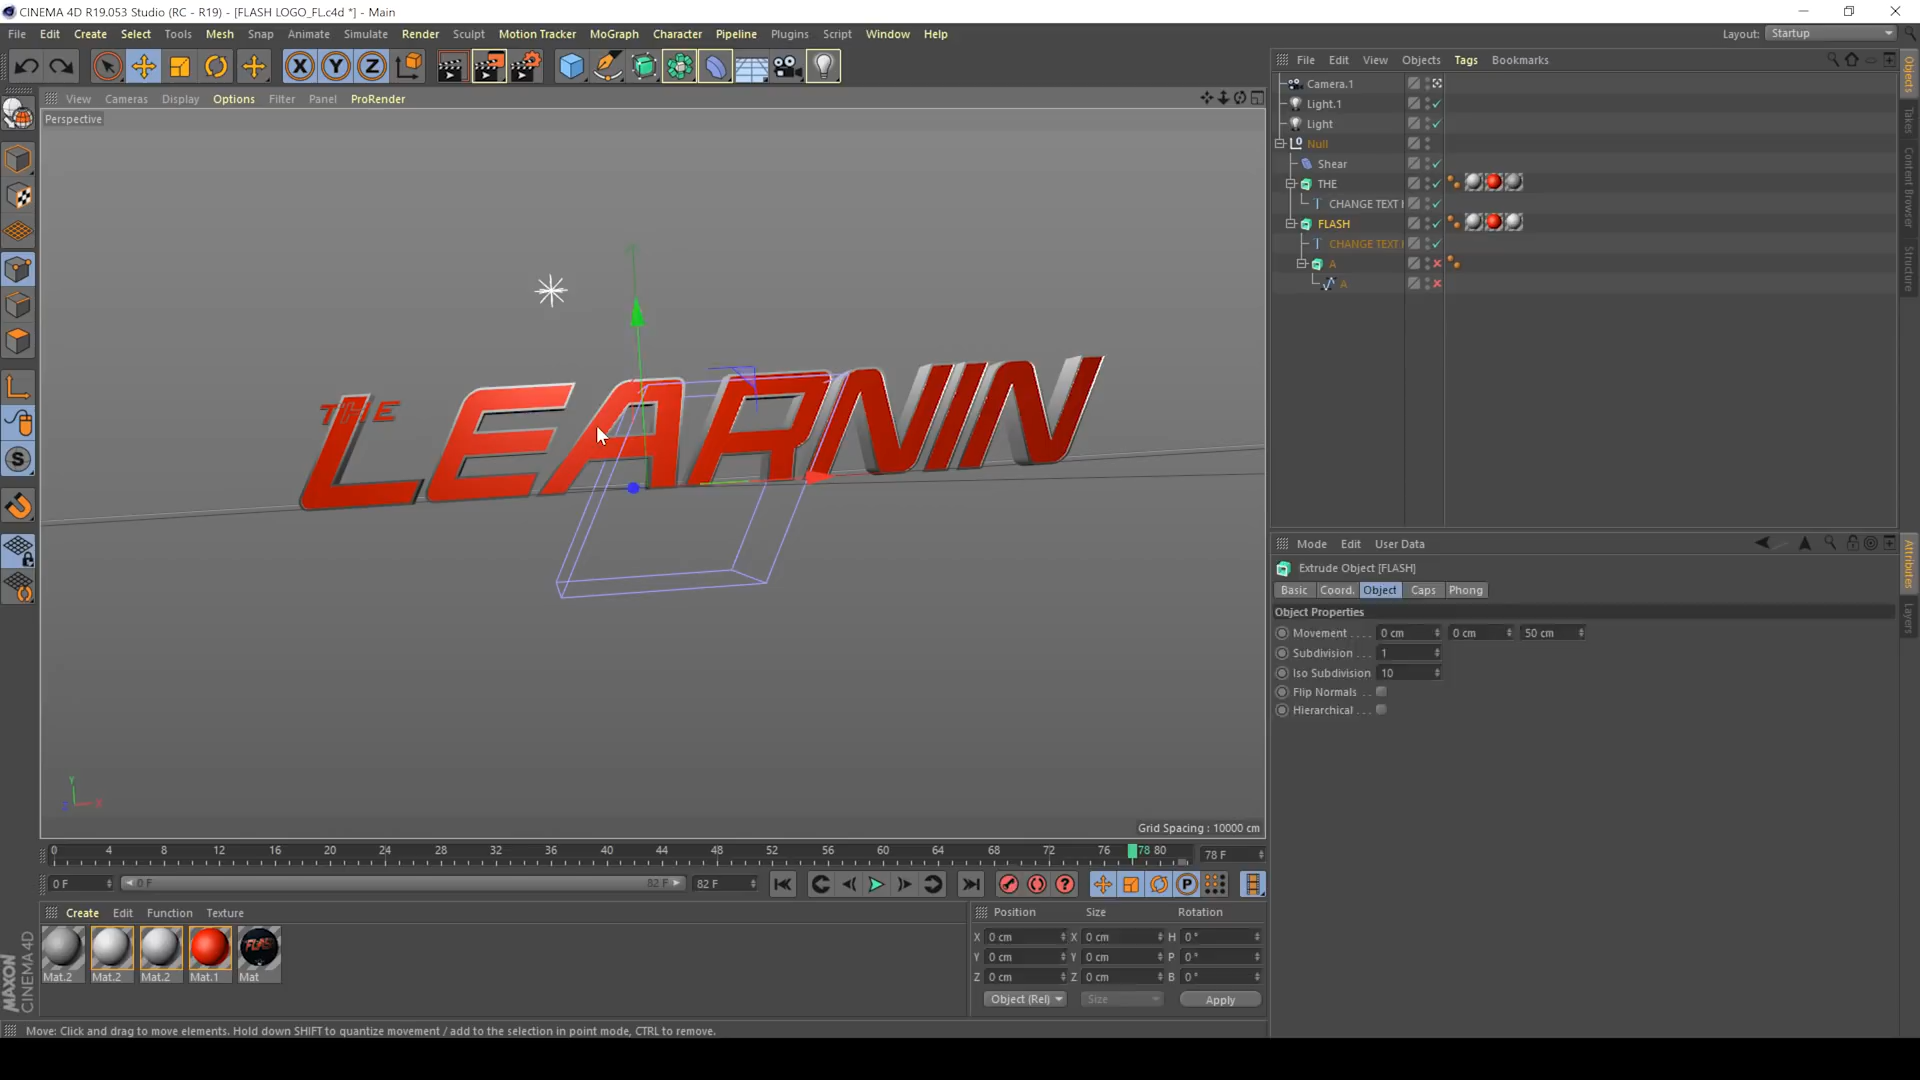 CINEMA 4D R19.053 Studio (RC - R19) - [FLASH LOGO_FL.c4d *] - Main
File Edit Create Select Tools Mesh Snap Animate Simulate Render Sculpt Motion Tracker MoGraph Character Pipeline Plugins Script Window Help
Layout: Startup
View Cameras Display Options Filter Panel ProRender
Perspective
THE
LEARNIN
Grid Spacing : 10000 cm
File Edit View Objects Tags Bookmarks
Camera.1
Light.1
Light
Null
Shear
THE
CHANGE TEXT
FLASH
CHANGE TEXT
A
A
Objects
Takes
Content Browser
Structure
Mode Edit User Data
Extrude Object [FLASH]
Basic Coord. Object Caps Phong
Object Properties
Movement . . . . 0 cm 0 cm 50 cm
Subdivision . . . 1
Iso Subdivision 10
Flip Normals . .
Hierarchical . . .
Attributes
Layers
0 4 8 12 16 20 24 28 32 36 40 44 48 52 56 60 64 68 72 76 78 80
78 F
0 F 0 F 82 F 82 F
Create Edit Function Texture
Mat.2 Mat.2 Mat.2 Mat.1 Mat
Position Size Rotation
X 0 cm X 0 cm H 0 °
Y 0 cm Y 0 cm P 0 °
Z 0 cm Z 0 cm B 0 °
Object (Rel) Size Apply
MAXON
CINEMA 4D
Move: Click and drag to move elements. Hold down SHIFT to quantize movement / add to the selection in point mode, CTRL to remove.